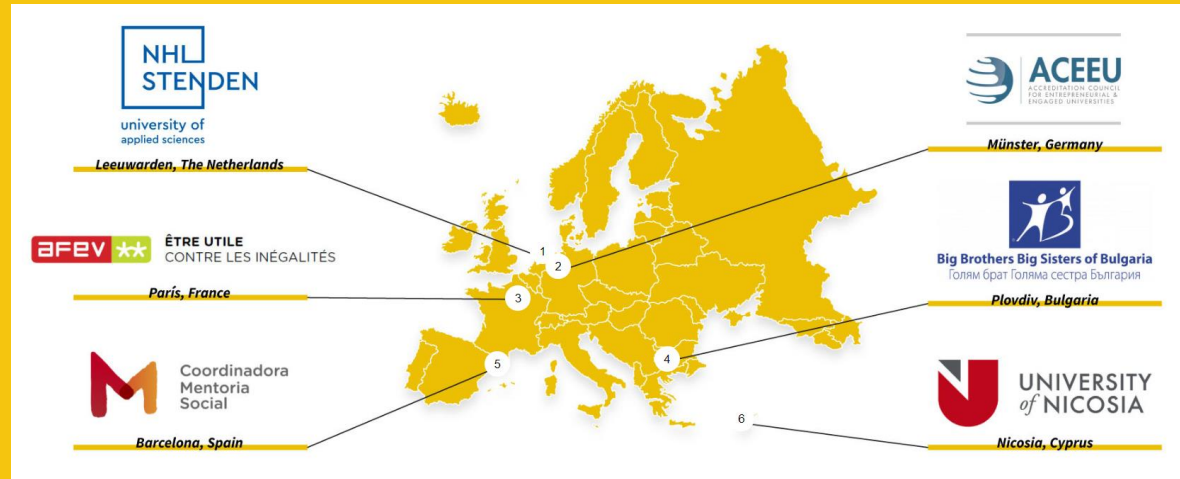 NHL
STENDEN
university of
applied sciences
Leeuwarden, The Netherlands
afev
ÊTRE UTILE
CONTRE LES INÉGALITÉS
París, France
Coordinadora
Mentoria
Social
Barcelona, Spain
1
2
3
5
4
6
ACEEU
ACCREDITATION COUNCIL
FOR ENTREPRENEURIAL &
ENGAGED UNIVERSITIES
Münster, Germany
Big Brothers Big Sisters of Bulgaria
Голям брат Голяма сестра България
Plovdiv, Bulgaria
UNIVERSITY
of NICOSIA
Nicosia, Cyprus